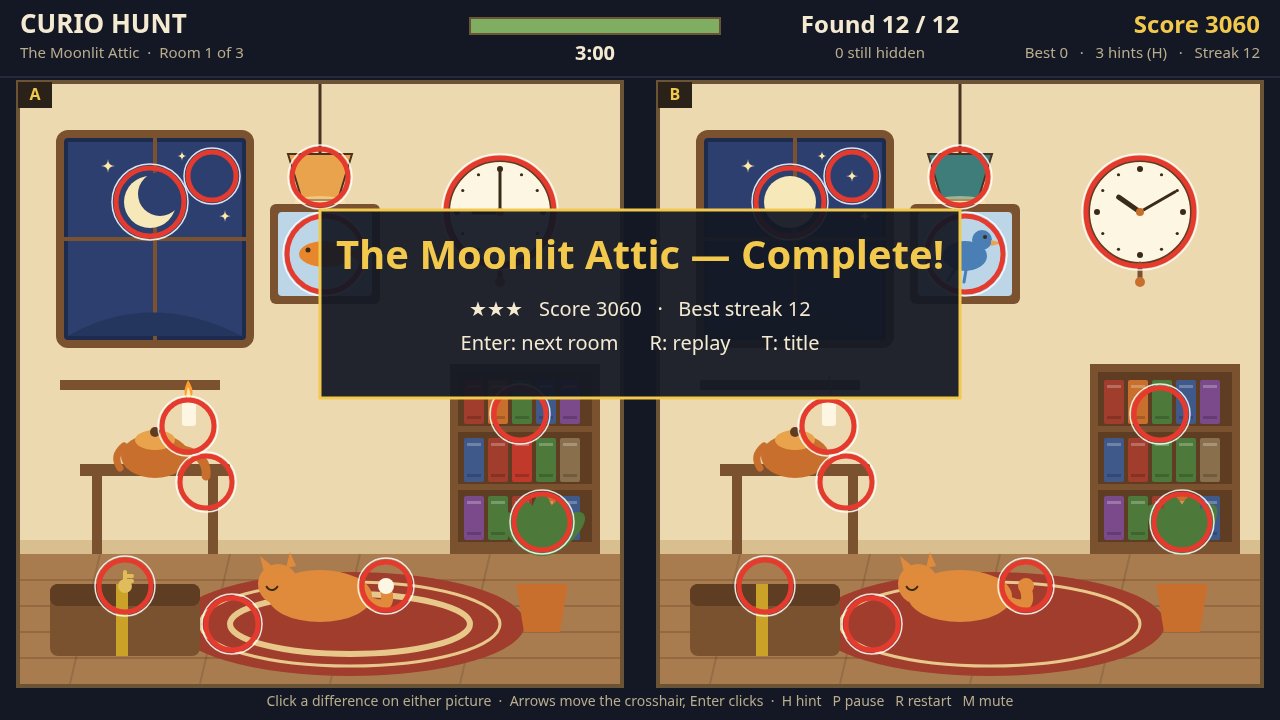 CURIO HUNT
The Moonlit Attic · Room 1 of 3
3:00
Found 12 / 12
0 still hidden
Score 3060
Best 0 · 3 hints (H) · Streak 12
A
B
The Moonlit Attic — Complete!
★★★ Score 3060 · Best streak 12
Enter: next room R: replay T: title
Click a difference on either picture · Arrows move the crosshair, Enter clicks · H hint P pause R restart M mute